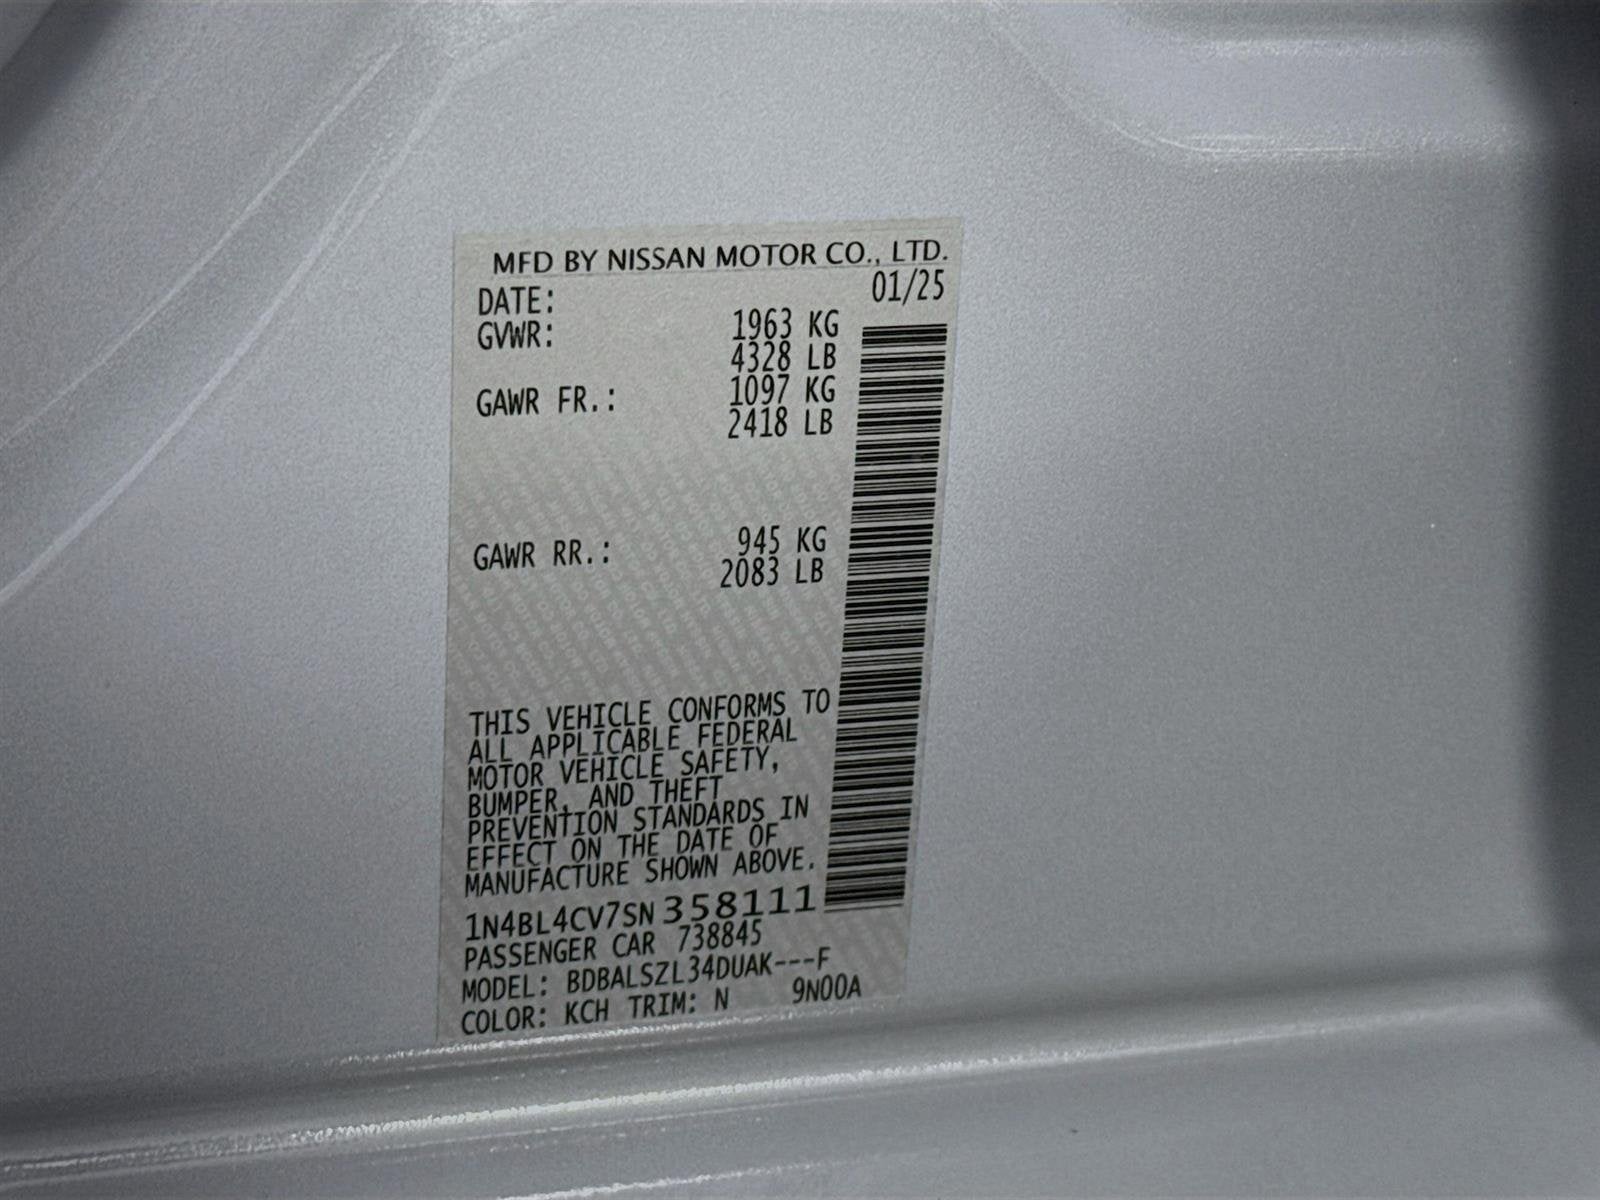 MFD BY NISSAN MOTOR CO., LTD.
DATE: 01/25
GVWR: 1963 KG
4328 LB
GAWR FR.: 1097 KG
2418 LB
GAWR RR.: 945 KG
2083 LB
THIS VEHICLE CONFORMS TO
ALL APPLICABLE FEDERAL
MOTOR VEHICLE SAFETY,
BUMPER, AND THEFT
PREVENTION STANDARDS IN
EFFECT ON THE DATE OF
MANUFACTURE SHOWN ABOVE.
1N4BL4CV7SN358111
PASSENGER CAR 738845
MODEL: BDBALSZL34DUAK---F
COLOR: KCH TRIM: N 9N00A